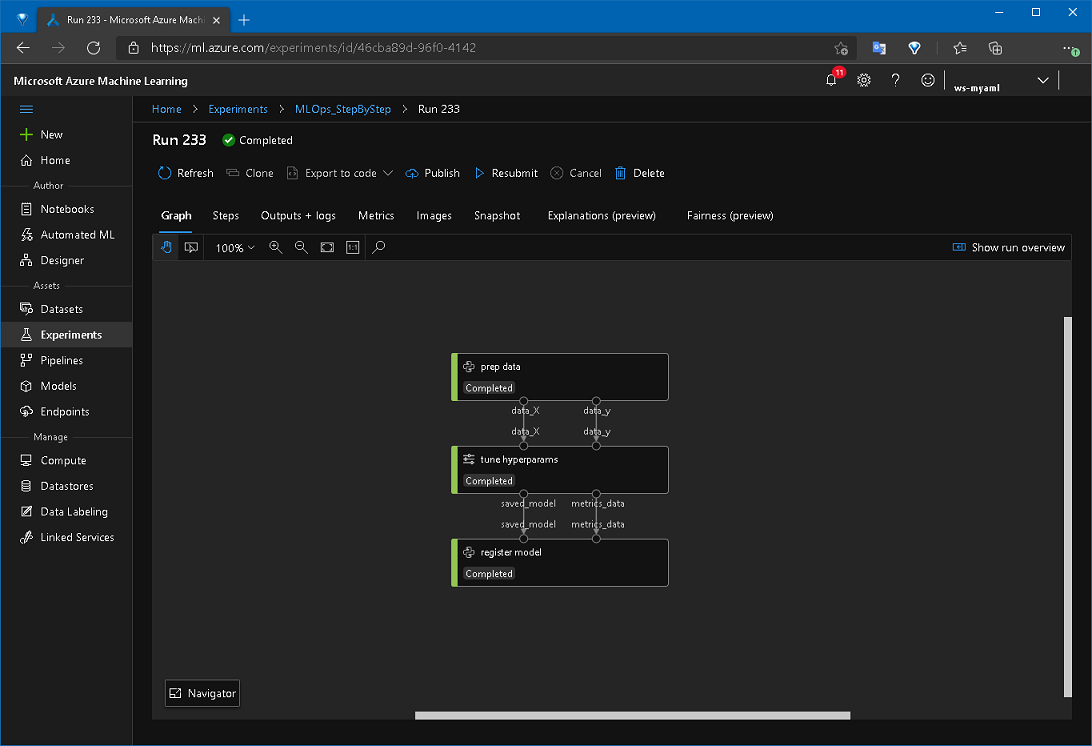 Run 233 - Microsoft Azure Machi
https://ml.azure.com/experiments/id/46cba89d-96f0-4142
Microsoft Azure Machine Learning
11
ws-myaml
Home > Experiments > MLOps_StepByStep > Run 233
Run 233 Completed
Refresh Clone Export to code Publish Resubmit Cancel Delete
Graph Steps Outputs + logs Metrics Images Snapshot Explanations (preview) Fairness (preview)
100% 1:1 Show run overview
New
Home
Author
Notebooks
Automated ML
Designer
Assets
Datasets
Experiments
Pipelines
Models
Endpoints
Manage
Compute
Datastores
Data Labeling
Linked Services
prep data
Completed
data_X data_y
data_X data_y
tune hyperparams
Completed
saved_model metrics_data
saved_model metrics_data
register model
Completed
Navigator